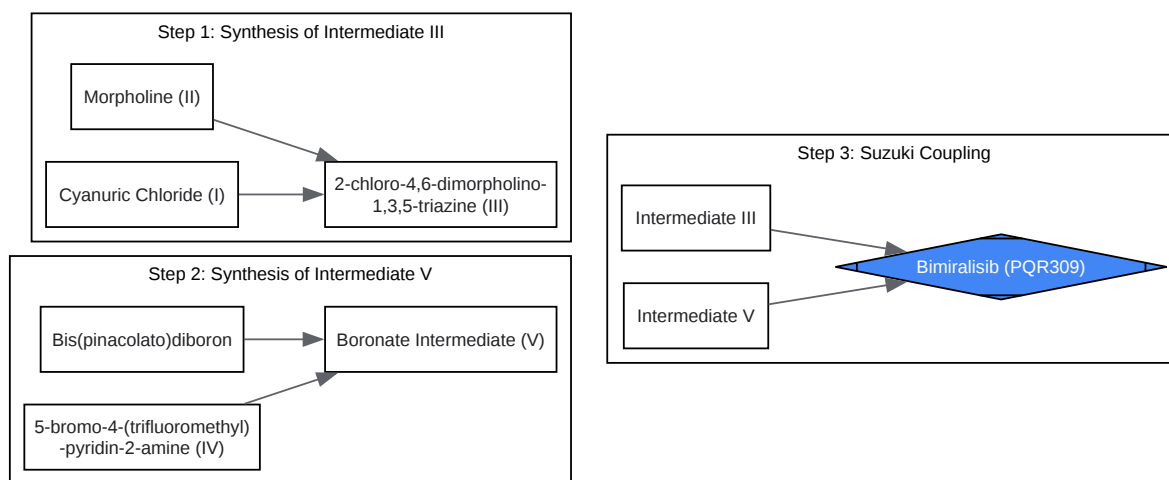 Step 1: Synthesis of Intermediate III
Morpholine (II)
Cyanuric Chloride (I)
2-chloro-4,6-dimorpholino-
1,3,5-triazine (III)
Step 2: Synthesis of Intermediate V
Bis(pinacolato)diboron
Boronate Intermediate (V)
5-bromo-4-(trifluoromethyl)
-pyridin-2-amine (IV)
Step 3: Suzuki Coupling
Intermediate III
Bimiralisib (PQR309)
Intermediate V